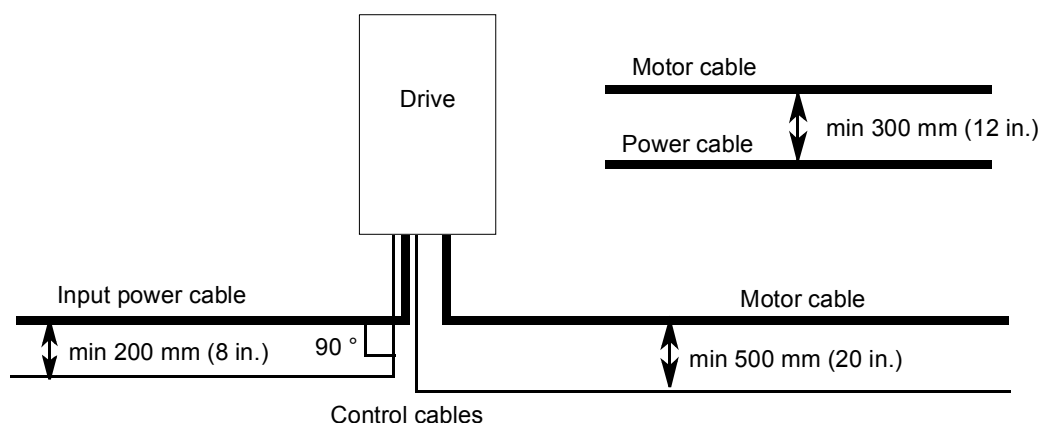 Drive
Motor cable
min 300 mm (12 in.)
Power cable
Input power cable
Motor cable
min 200 mm (8 in.)
90 °
min 500 mm (20 in.)
Control cables